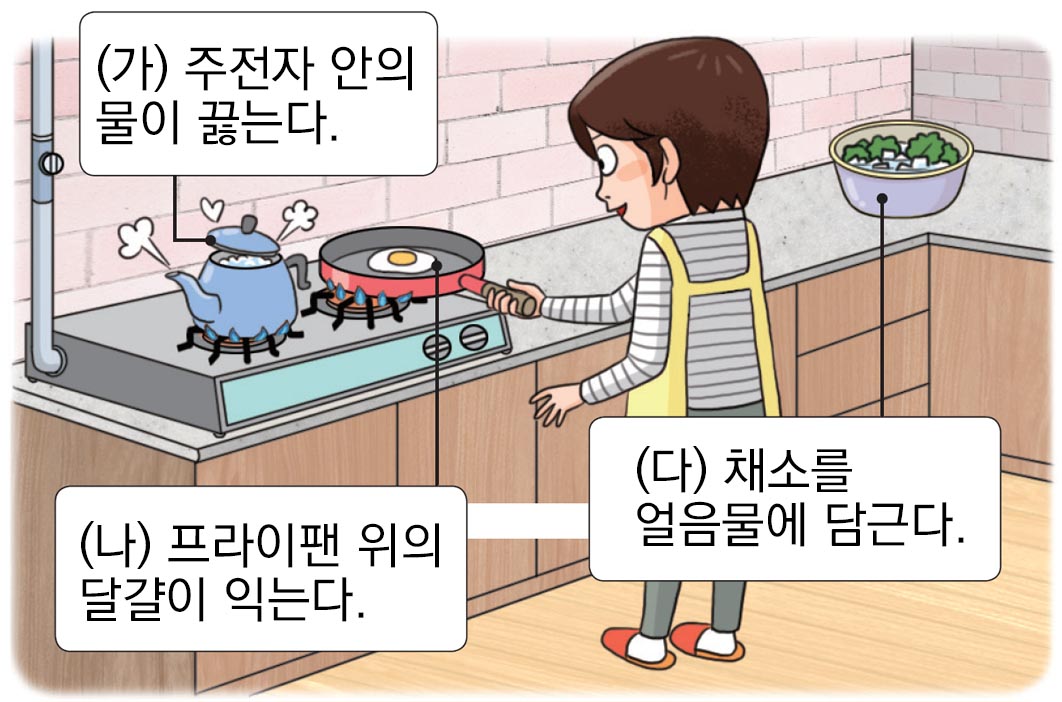 (가) 주전자 안의
물이 끓는다.
(나) 프라이팬 위의
달걀이 익는다.
(다) 채소를
얼음물에 담근다.